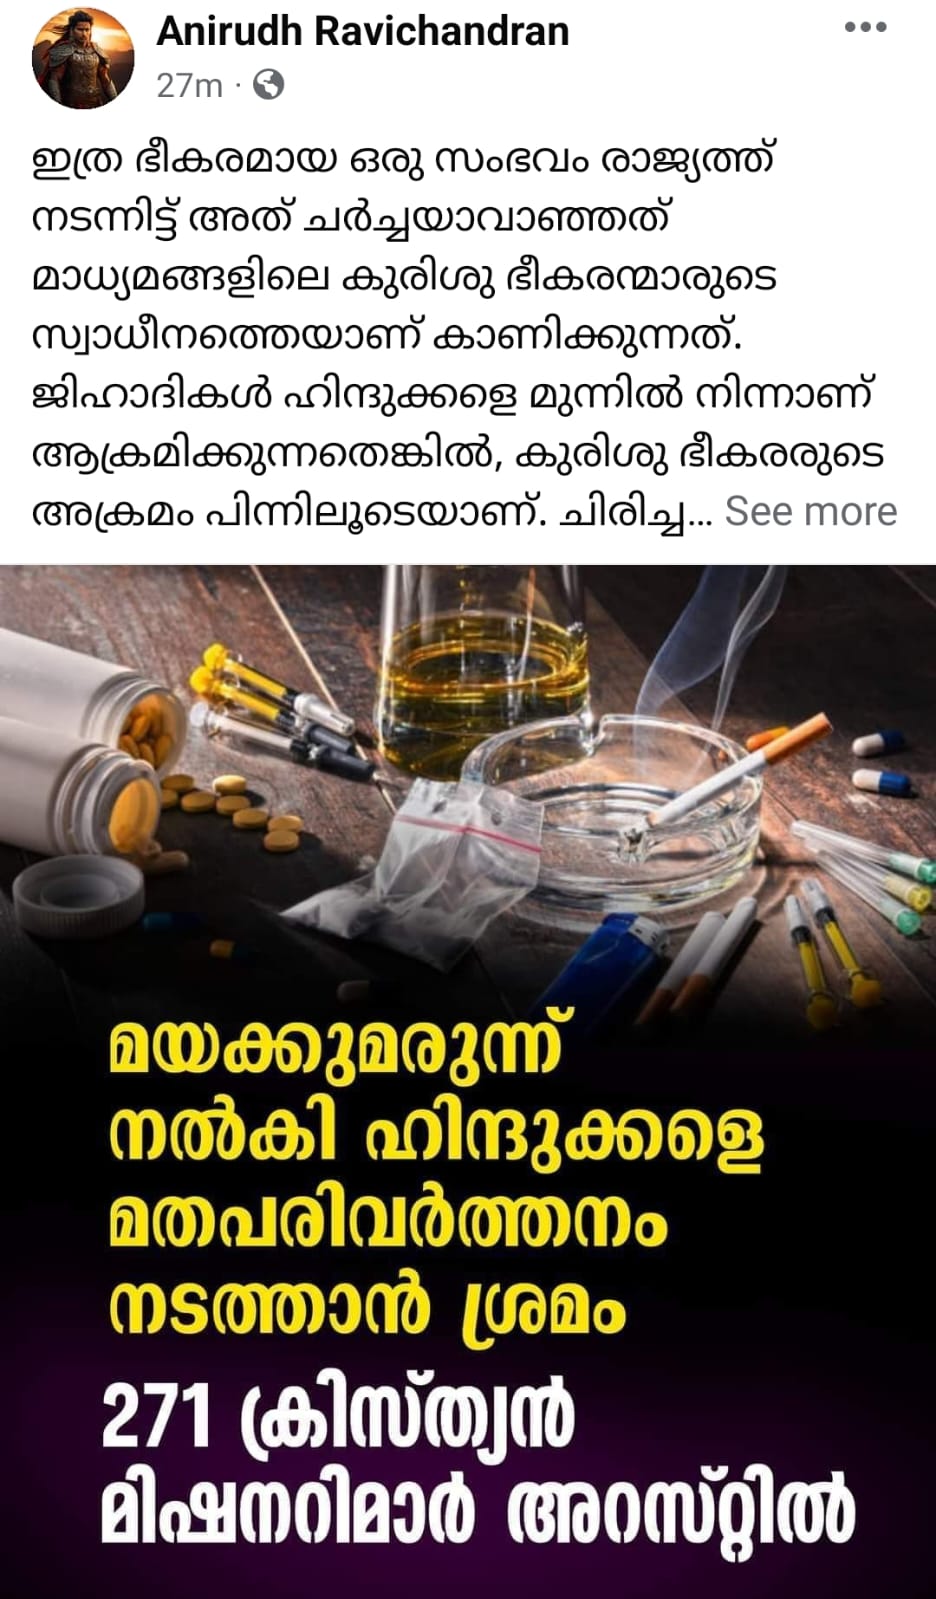 Anirudh Ravichandran
27m ·
ഇത്ര ഭീകരമായ ഒരു സംഭവം രാജ്യത്ത്
നടന്നിട്ട് അത് ചർച്ചയാവാഞ്ഞത്
മാധ്യമങ്ങളിലെ കുരിശു ഭീകരന്മാരുടെ
സ്വാധീനത്തെയാണ് കാണിക്കുന്നത്.
ജിഹാദികൾ ഹിന്ദുക്കളെ മുന്നിൽ നിന്നാണ്
ആക്രമിക്കുന്നതെങ്കിൽ, കുരിശു ഭീകരരുടെ
അക്രമം പിന്നിലൂടെയാണ്. ചിരിച്ച... See more
മയക്കുമരുന്ന്
നൽകി ഹിന്ദുക്കളെ
മതപരിവർത്തനം
നടത്താൻ ശ്രമം
271 ക്രിസ്ത്യൻ
മിഷനറിമാർ അറസ്റ്റിൽ